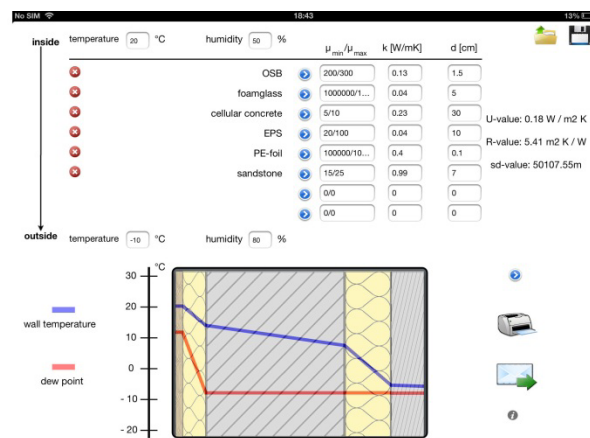 No SIM 18:43 13%
inside temperature 20 °C humidity 50 %
μ min/μ max k [W/mK] d [cm]
OSB 200/300 0.13 1.5
foamglass 1000000/1... 0.04 5
cellular concrete 5/10 0.23 30
U-value: 0.18 W / m2 K
EPS 20/100 0.04 10
R-value: 5.41 m2 K / W
PE-foil 100000/10... 0.4 0.1
sd-value: 50107.55m
sandstone 15/25 0.99 7
0/0 0 0
0/0 0 0
outside temperature -10 °C humidity 80 %
°C
30
20
wall temperature
10
0
dew point
- 10
- 20